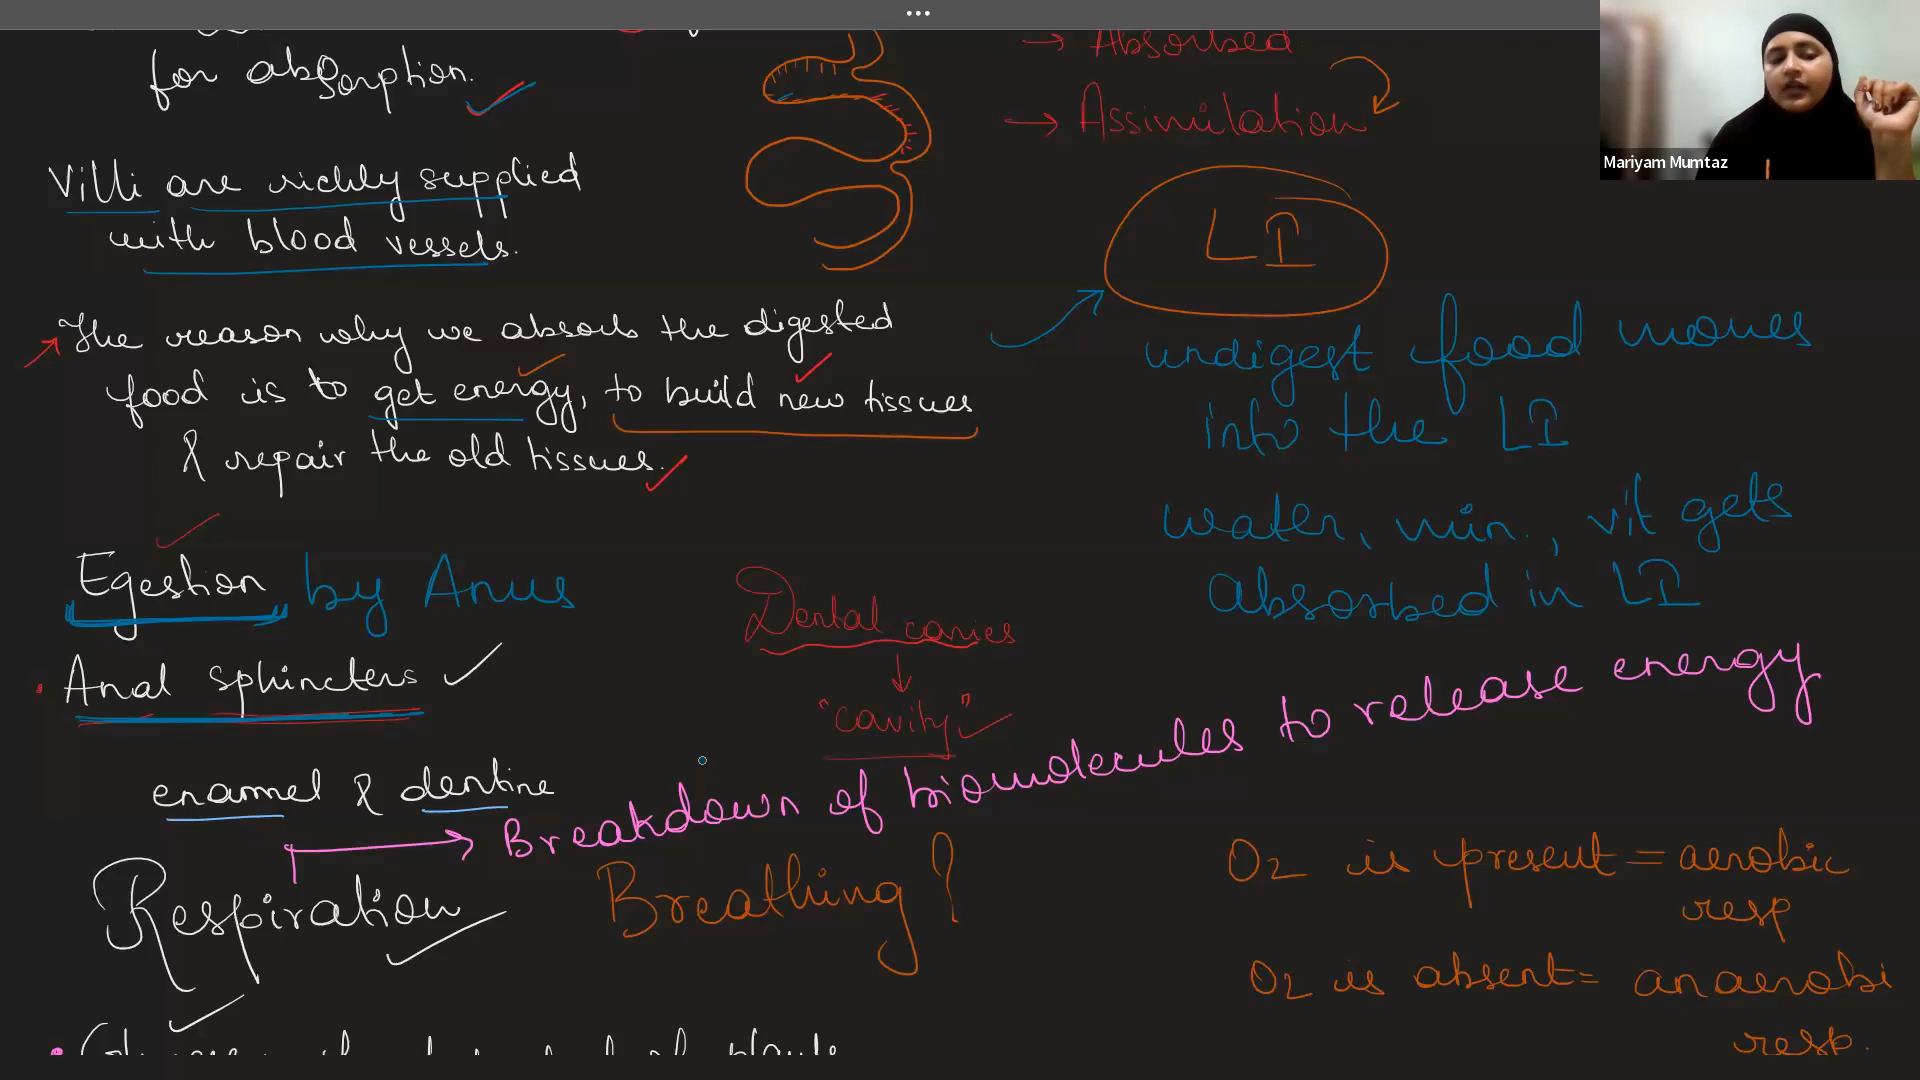 for absorption.
Villi are richly supplied
with blood vessels.
→ The reason why we absorb the digested
food is to get energy, to build new tissues
& repair the old tissues.
Egestion by Anus
• Anal sphincters ✓
enamel & dentine
Respiration
→ Absorbed
→ Assimilation
LI
undigest food moves
into the LI
water, min., vit gets
absorbed in LI
Dental caries
↓
"cavity"
→ Breakdown of biomolecules to release energy
Breathing?
O2 is present = aerobic
resp
O2 is absent = anaerobi
resp.
Mariyam Mumtaz